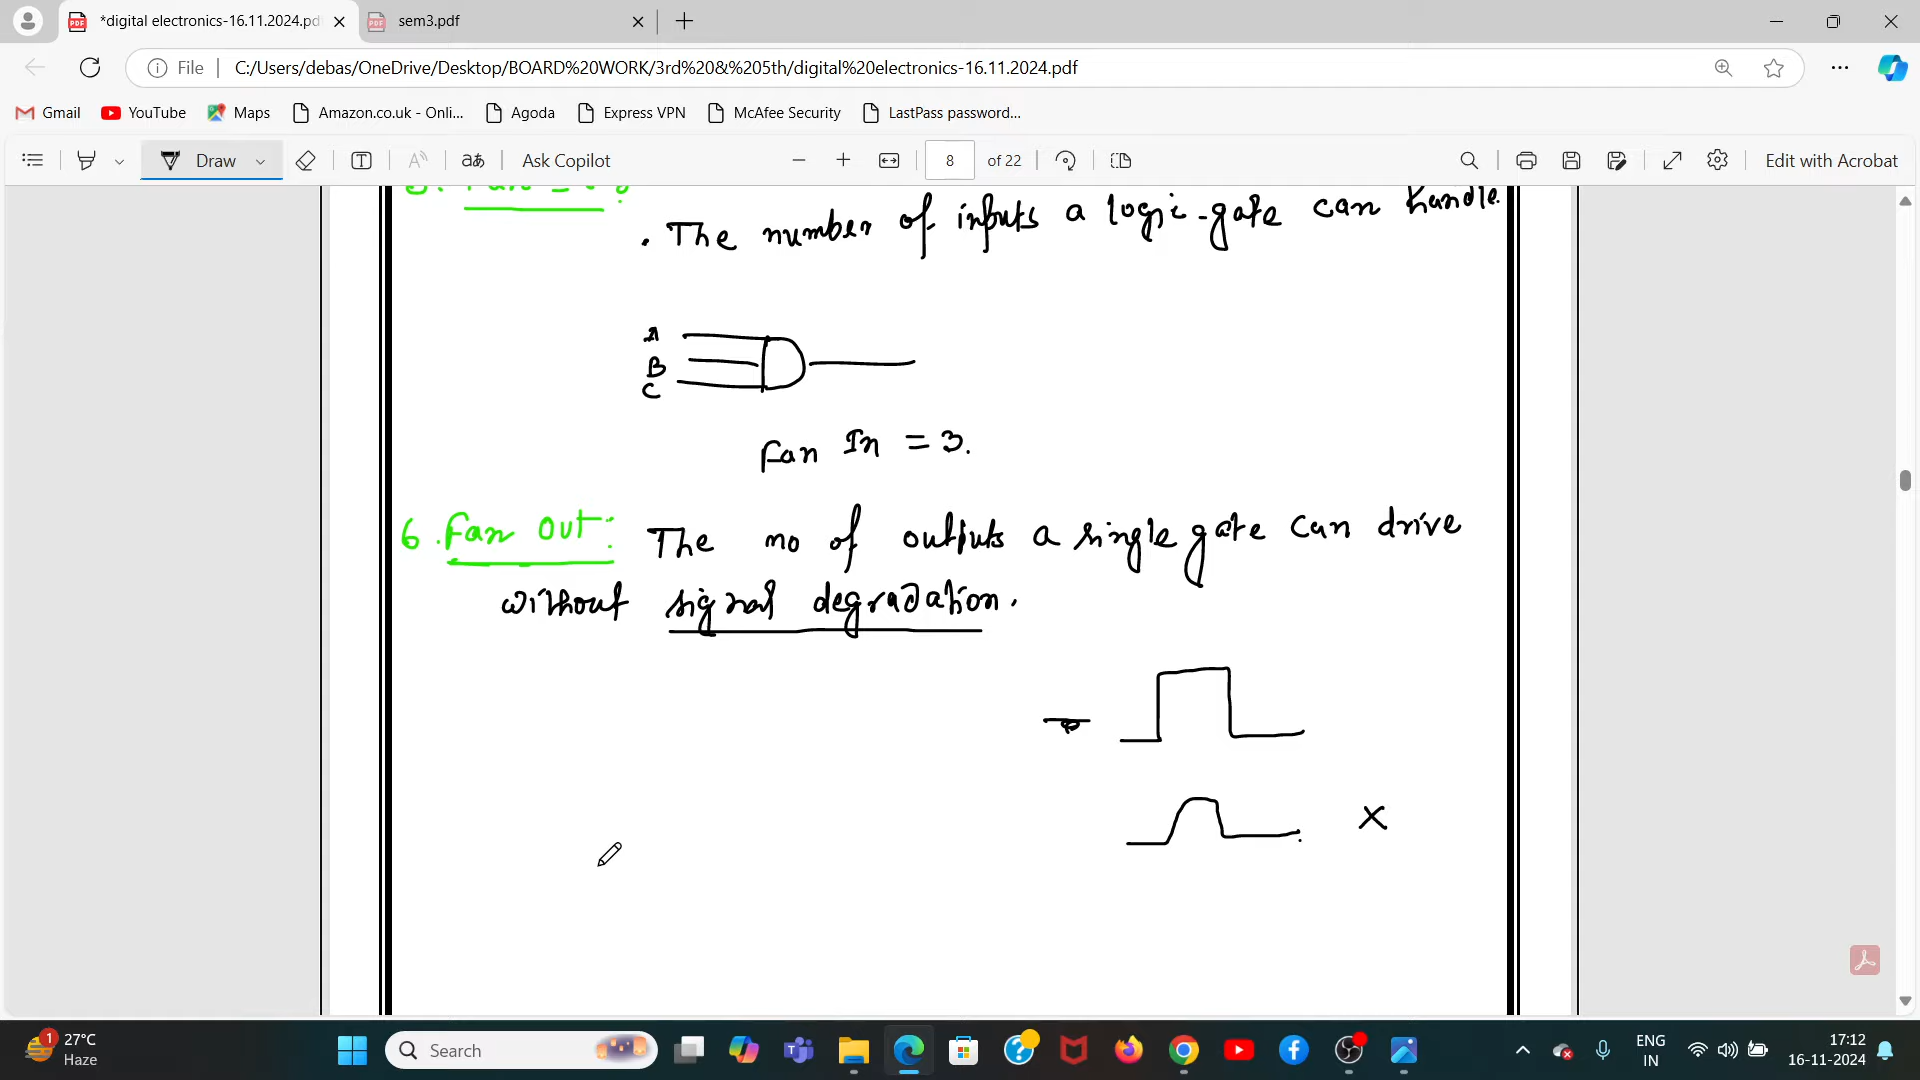 *digital electronics-16.11.2024.pd
sem3.pdf
File
C:/Users/debas/OneDrive/Desktop/BOARD%20WORK/3rd%20&%205th/digital%20electronics-16.11.2024.pdf
Gmail YouTube Maps Amazon.co.uk - Onli... Agoda Express VPN McAfee Security LastPass password...
Draw A aあ Ask Copilot 8 of 22 Edit with Acrobat
. The number of inputs a logic-gate can handle.
A
B
C
Fan In = 3.
6. Fan Out: The no of outputs a single gate can drive
without signal degradation.
X
1 27°C
Haze
Search
ENG
IN
17:12
16-11-2024